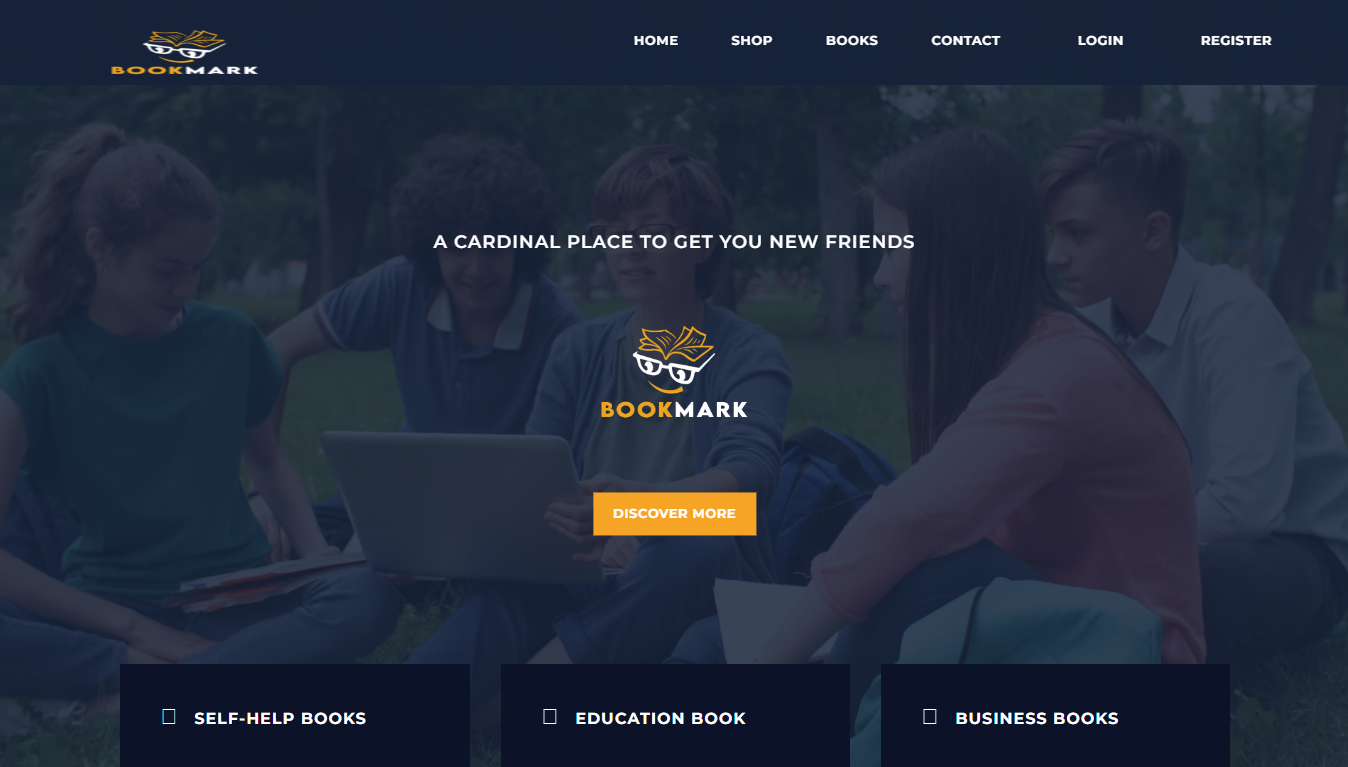 BOOKMARK
HOME SHOP BOOKS CONTACT LOGIN REGISTER
A CARDINAL PLACE TO GET YOU NEW FRIENDS
BOOKMARK
DISCOVER MORE
SELF-HELP BOOKS
EDUCATION BOOK
BUSINESS BOOKS